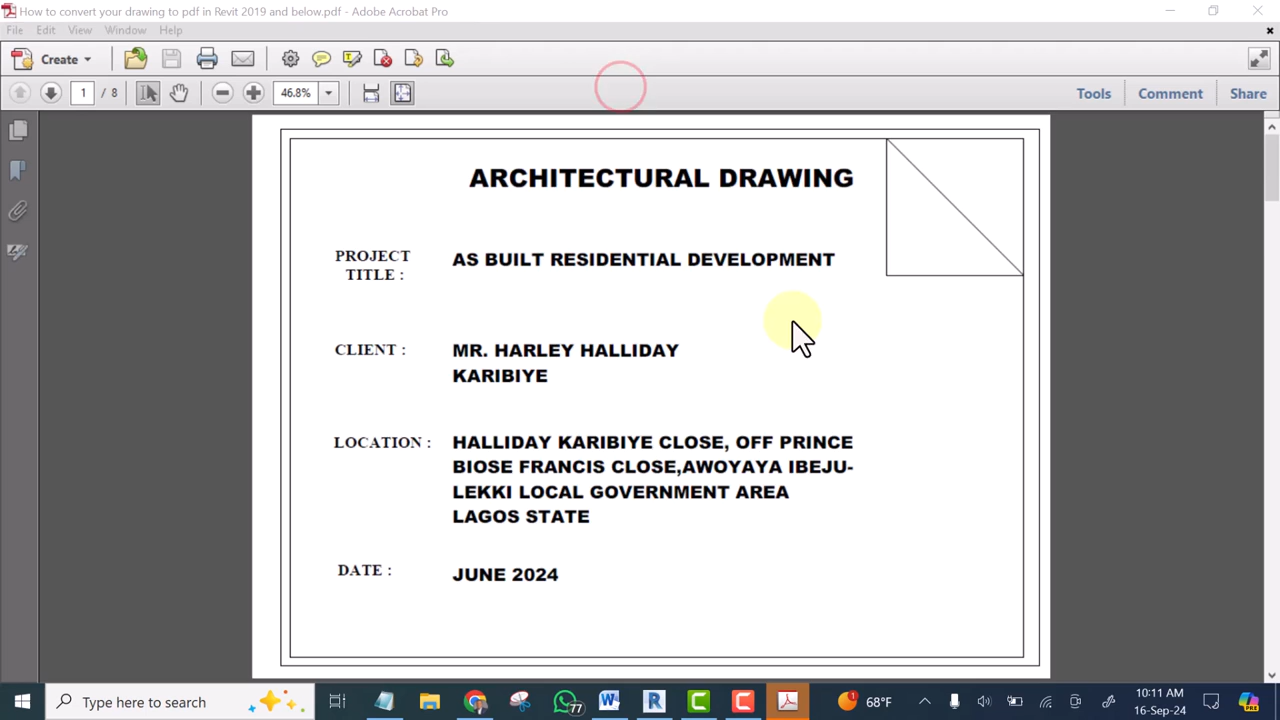 How to convert your drawing to pdf in Revit 2019 and below.pdf - Adobe Acrobat Pro
File Edit View Window Help
Create
1 / 8 46.8% Tools Comment Share
ARCHITECTURAL DRAWING
PROJECT
TITLE :
AS BUILT RESIDENTIAL DEVELOPMENT
CLIENT :
MR. HARLEY HALLIDAY
KARIBIYE
LOCATION :
HALLIDAY KARIBIYE CLOSE, OFF PRINCE
BIOSE FRANCIS CLOSE,AWOYAYA IBEJU-
LEKKI LOCAL GOVERNMENT AREA
LAGOS STATE
DATE :
JUNE 2024
Type here to search
77
1
68°F
10:11 AM
16-Sep-24
PRE